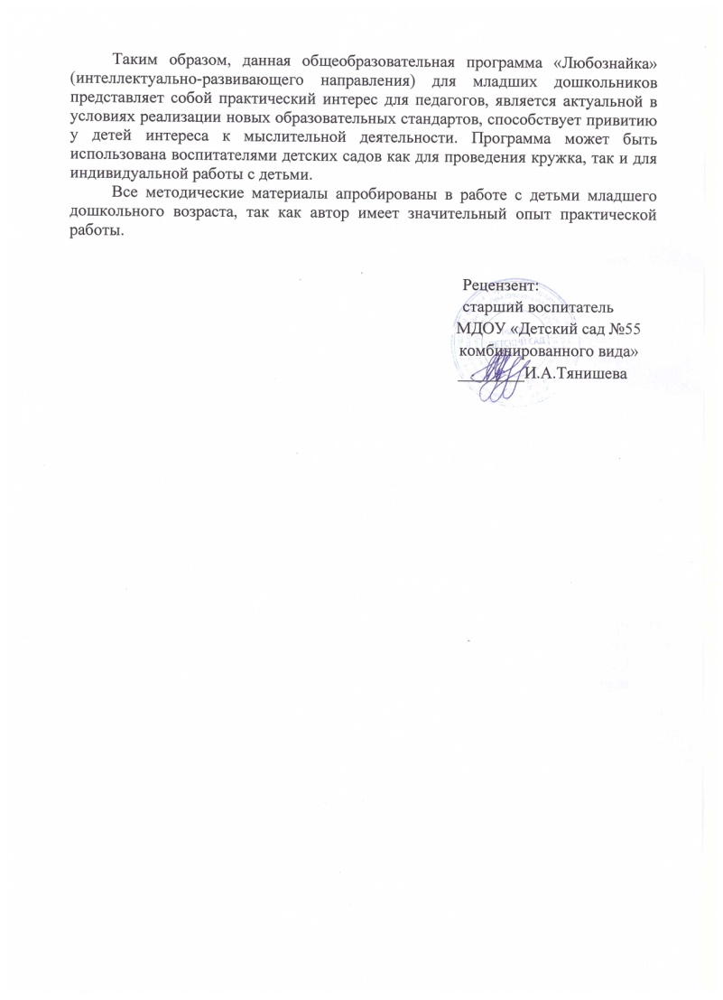 Таким образом, данная общеобразовательная программа «Любознайка»
(интеллектуально-развивающего направления) для младших дошкольников
представляет собой практический интерес для педагогов, является актуальной в
условиях реализации новых образовательных стандартов, способствует привитию
у детей интереса к мыслительной деятельности. Программа может быть
использована воспитателями детских садов как для проведения кружка, так и для
индивидуальной работы с детьми.
Все методические материалы апробированы в работе с детьми младшего
дошкольного возраста, так как автор имеет значительный опыт практической
работы.
Рецензент:
старший воспитатель
МДОУ «Детский сад №55
комбинированного вида»
И.А.Тянишева